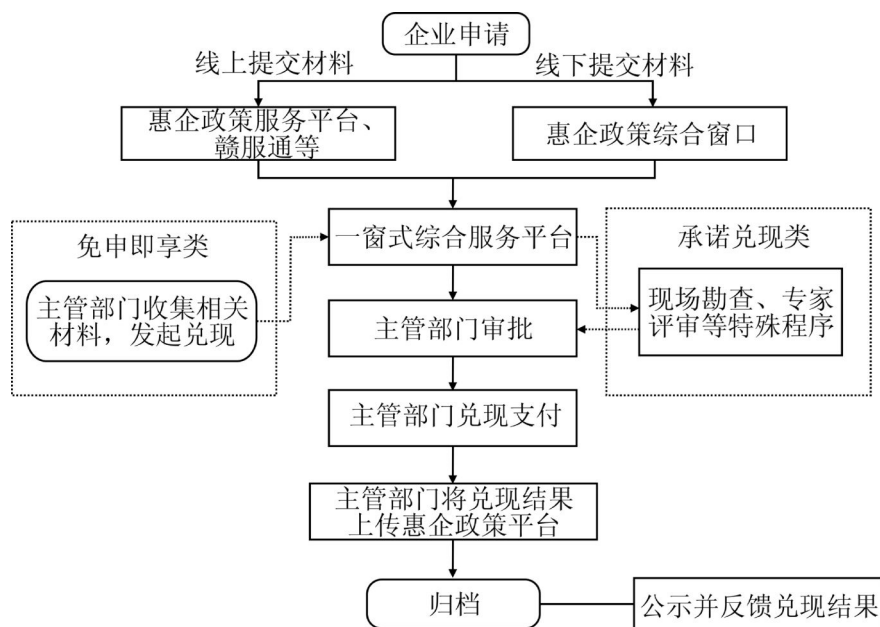 企业申请
线上提交材料
线下提交材料
惠企政策服务平台、
赣服通等
惠企政策综合窗口
免申即享类
一窗式综合服务平台
承诺兑现类
主管部门收集相关
材料，发起兑现
现场勘查、专家
评审等特殊程序
主管部门审批
主管部门兑现支付
主管部门将兑现结果
上传惠企政策平台
归档
公示并反馈兑现结果